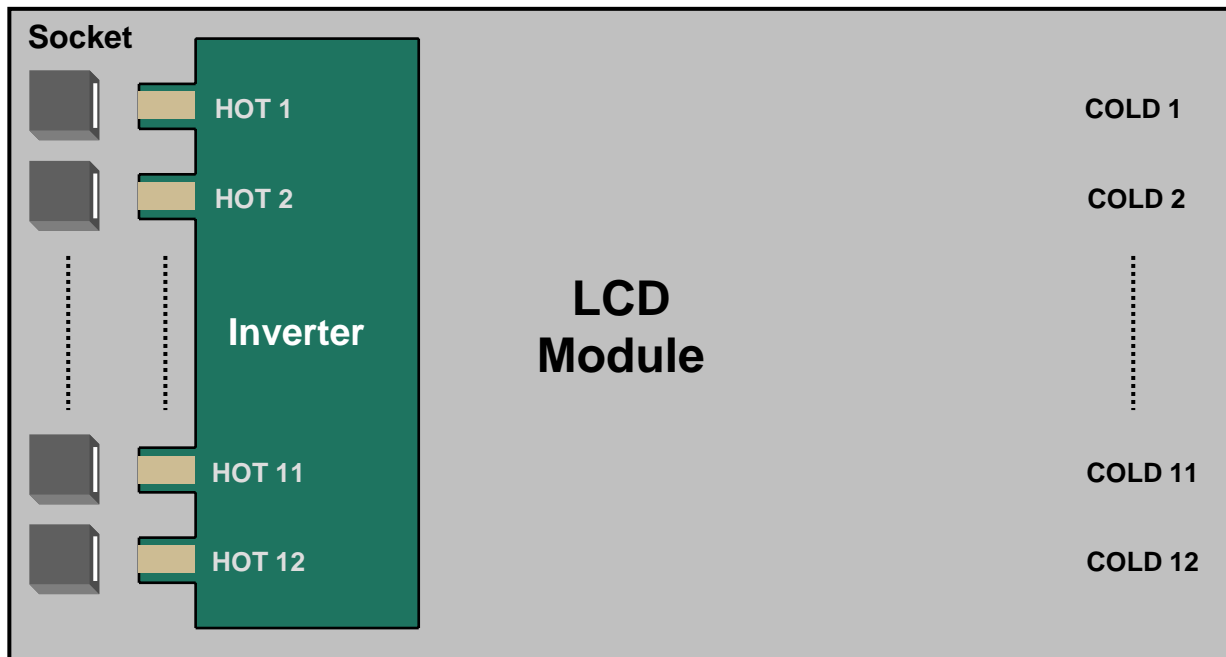 Socket
HOT 1
COLD 1
HOT 2
COLD 2
LCD
Module
Inverter
HOT 11
COLD 11
HOT 12
COLD 12